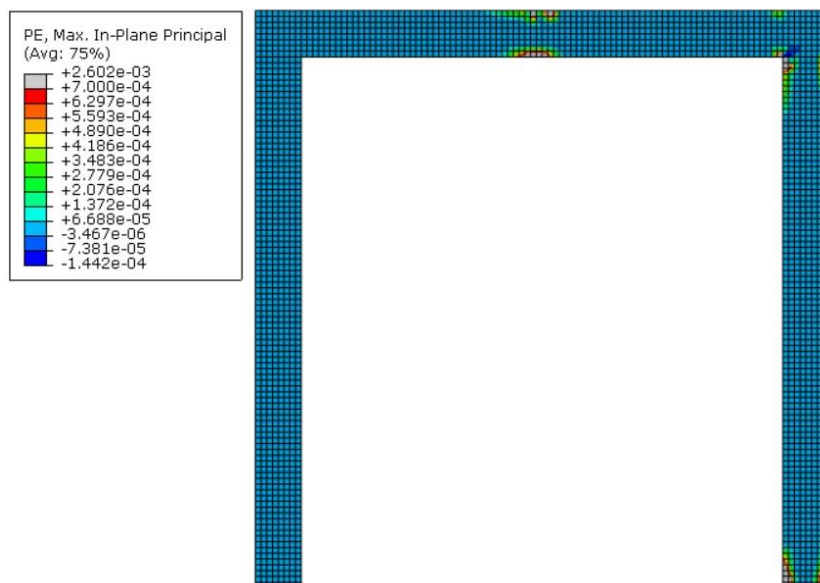 PE, Max. In-Plane Principal
(Avg: 75%)
+2.602e-03
+7.000e-04
+6.297e-04
+5.593e-04
+4.890e-04
+4.186e-04
+3.483e-04
+2.779e-04
+2.076e-04
+1.372e-04
+6.688e-05
-3.467e-06
-7.381e-05
-1.442e-04